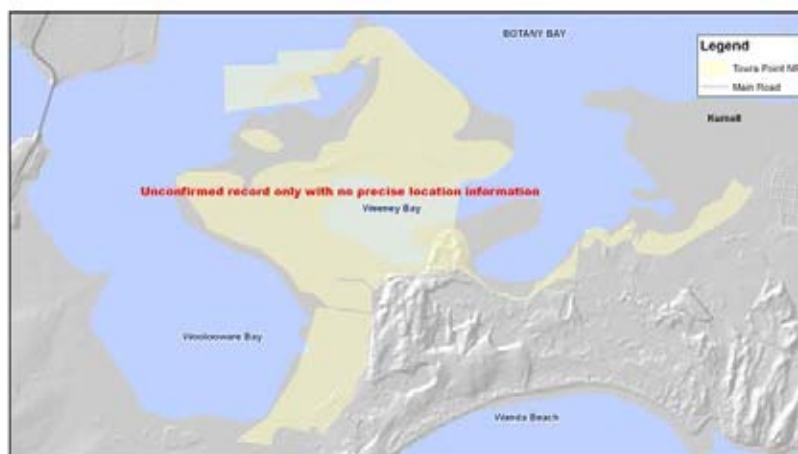 BOTANY BAY
Legend
Towra Point NR
Main Road
Kurnell
Unconfirmed record only with no precise location information
Weeney Bay
Woolooware Bay
Wanda Beach